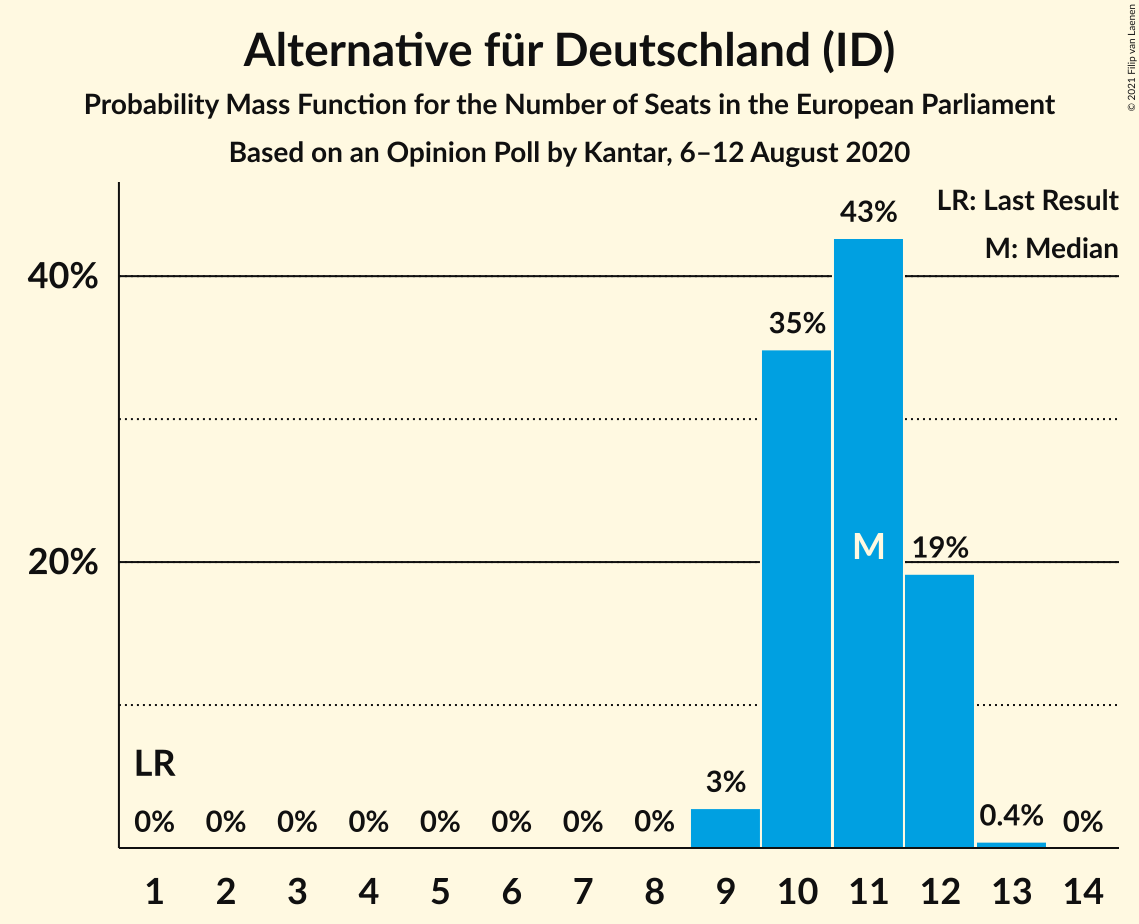 Alternative für Deutschland (ID)
Probability Mass Function for the Number of Seats in the European Parliament
Based on an Opinion Poll by Kantar, 6–12 August 2020
© 2021 Filip van Laenen
LR: Last Result
M: Median
43%
40%
35%
M
19%
20%
LR
0% 0% 0% 0% 0% 0% 0% 0% 3% 0.4% 0%
1 2 3 4 5 6 7 8 9 10 11 12 13 14